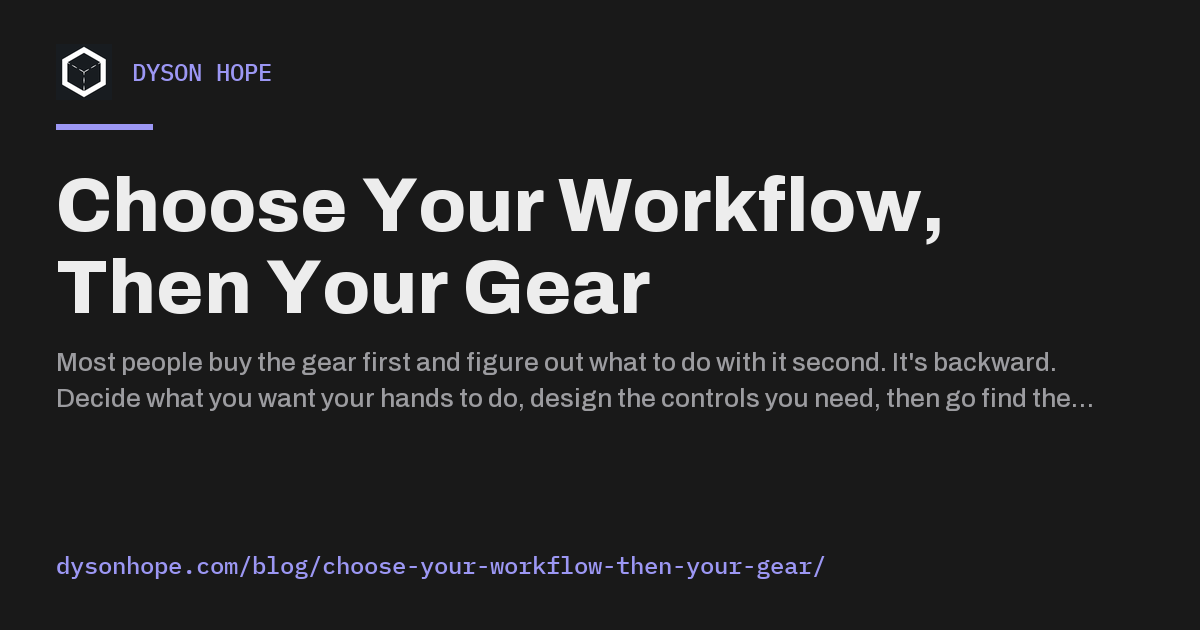 DYSON HOPE
Choose Your Workflow,
Then Your Gear
Most people buy the gear first and figure out what to do with it second. It's backward.
Decide what you want your hands to do, design the controls you need, then go find the…
dysonhope.com/blog/choose-your-workflow-then-your-gear/